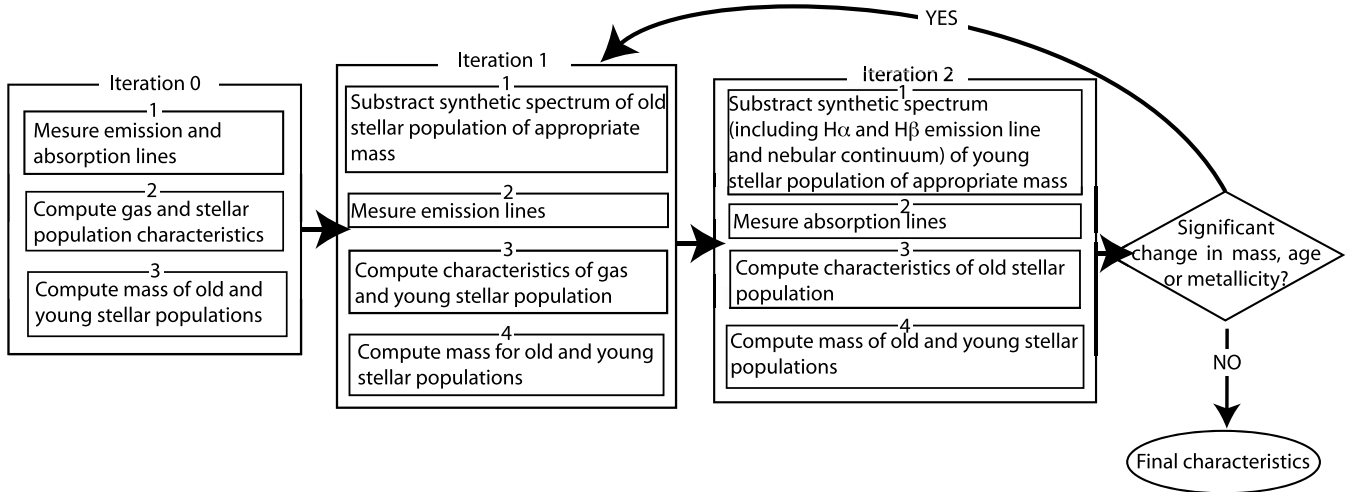 YES
Iteration 0
1
Mesure emission and
absorption lines
2
Compute gas and stellar
population characteristics
3
Compute mass of old and
young stellar populations
Iteration 1
1
Substract synthetic spectrum of old
stellar population of appropriate
mass
2
Mesure emission lines
3
Compute characteristics of gas
and young stellar population
4
Compute mass for old and young
stellar populations
Iteration 2
1
Substract synthetic spectrum
(including Hα and Hβ emission line
and nebular continuum) of young
stellar population of appropriate mass
2
Mesure absorption lines
3
Compute characteristics of old stellar
population
4
Compute mass of old and young stellar
populations
Significant
change in mass, age
or metallicity?
NO
Final characteristics